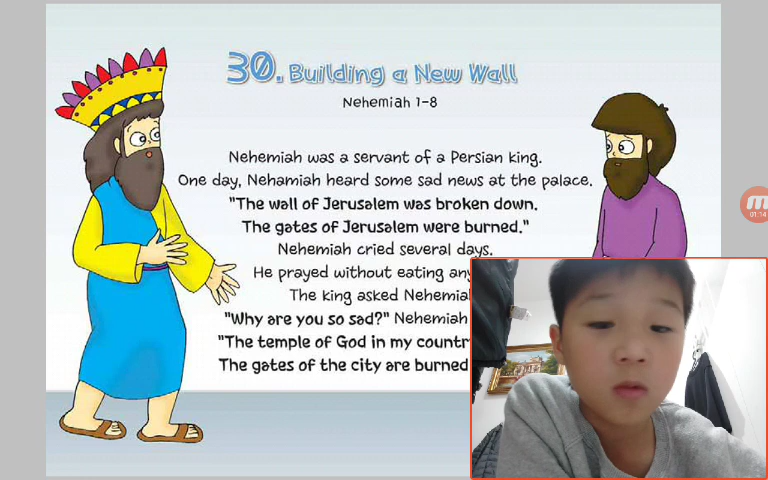 30. Building a New Wall
Nehemiah 1-8
Nehemiah was a servant of a Persian king.
One day, Nehamiah heard some sad news at the palace.
"The wall of Jerusalem was broken down.
The gates of Jerusalem were burned."
Nehemiah cried several days.
He prayed without eating
The king asked
"Why are you so sad?" Nehemiah
"The temple of God in my
The gates of the city are burned
01:14